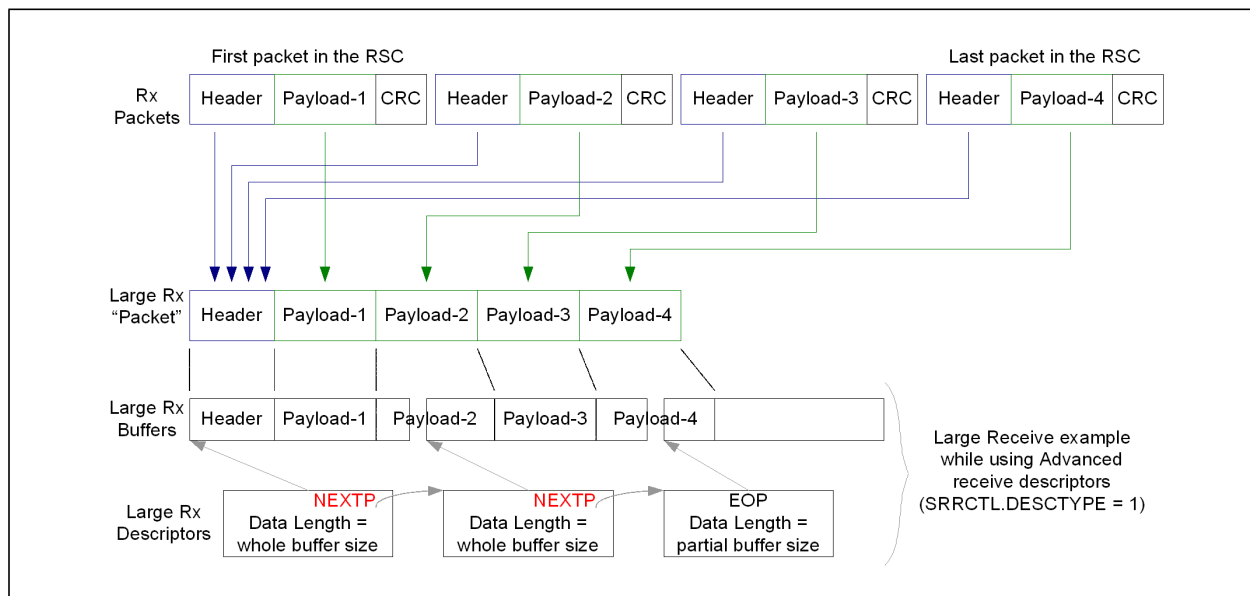 First packet in the RSC
Last packet in the RSC
Rx
Packets
Header Payload-1 CRC
Header Payload-2 CRC
Header Payload-3 CRC
Header Payload-4 CRC
Large Rx
“Packet”
Header Payload-1 Payload-2 Payload-3 Payload-4
Large Rx
Buffers
Header Payload-1 Payload-2 Payload-3 Payload-4
Large Rx
Descriptors
NEXTP
Data Length =
whole buffer size
NEXTP
Data Length =
whole buffer size
EOP
Data Length =
partial buffer size
Large Receive example
while using Advanced
receive descriptors
(SRRCTL.DESCTYPE = 1)